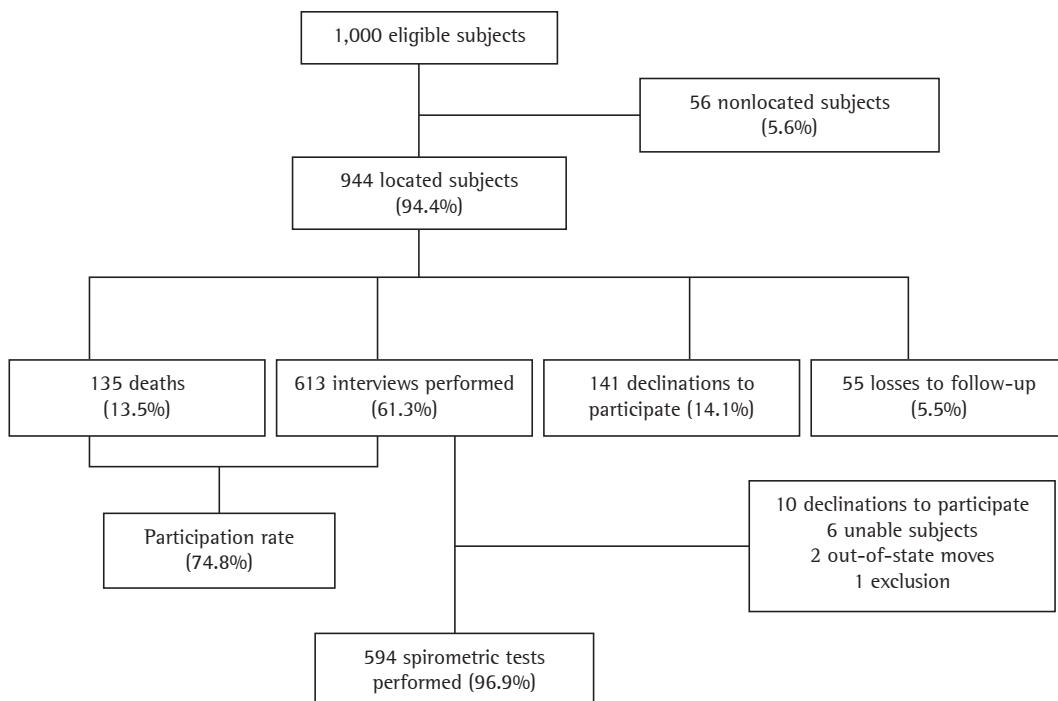 1,000 eligible subjects
56 nonlocated subjects
(5.6%)
944 located subjects
(94.4%)
135 deaths
(13.5%)
613 interviews performed
(61.3%)
141 declinations to
participate (14.1%)
55 losses to follow-up
(5.5%)
Participation rate
(74.8%)
10 declinations to participate
6 unable subjects
2 out-of-state moves
1 exclusion
594 spirometric tests
performed (96.9%)